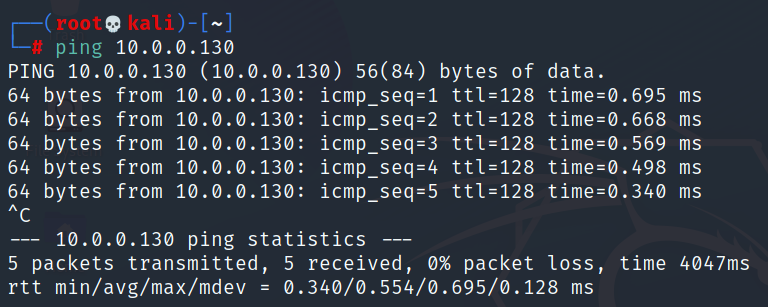 ┌──(root💀kali)-[~]
└─# ping 10.0.0.130
PING 10.0.0.130 (10.0.0.130) 56(84) bytes of data.
64 bytes from 10.0.0.130: icmp_seq=1 ttl=128 time=0.695 ms
64 bytes from 10.0.0.130: icmp_seq=2 ttl=128 time=0.668 ms
64 bytes from 10.0.0.130: icmp_seq=3 ttl=128 time=0.569 ms
64 bytes from 10.0.0.130: icmp_seq=4 ttl=128 time=0.498 ms
64 bytes from 10.0.0.130: icmp_seq=5 ttl=128 time=0.340 ms
^C
--- 10.0.0.130 ping statistics ---
5 packets transmitted, 5 received, 0% packet loss, time 4047ms
rtt min/avg/max/mdev = 0.340/0.554/0.695/0.128 ms